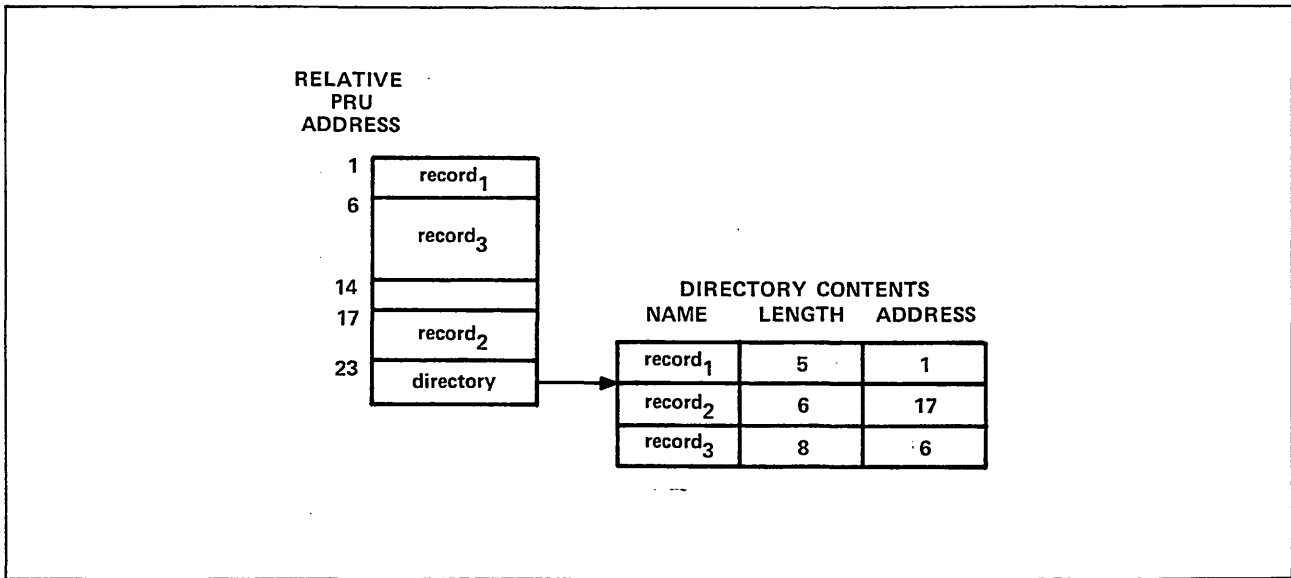 RELATIVE
PRU
ADDRESS
1 record1
6
record3
14
17
record2
23
directory
DIRECTORY CONTENTS
NAME LENGTH ADDRESS
record1 5 1
record2 6 17
record3 8 6